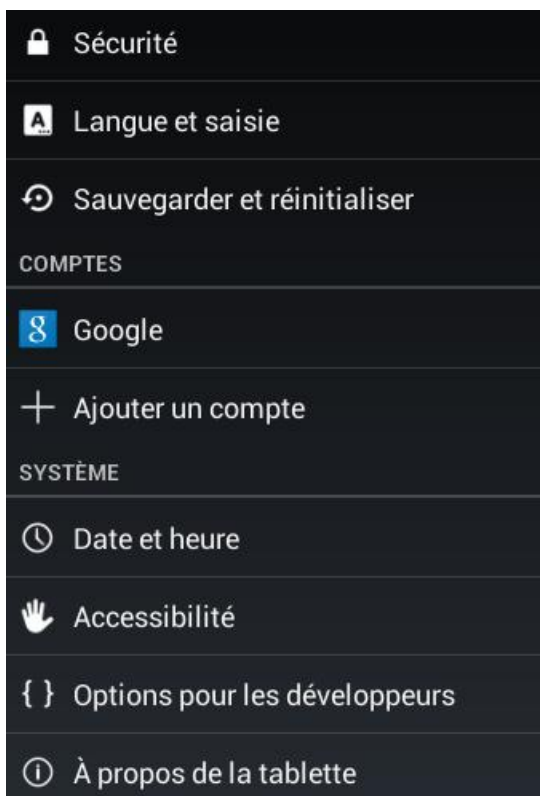 Sécurité
Langue et saisie
Sauvegarder et réinitialiser
COMPTES
Google
Ajouter un compte
SYSTÈME
Date et heure
Accessibilité
{ } Options pour les développeurs
À propos de la tablette